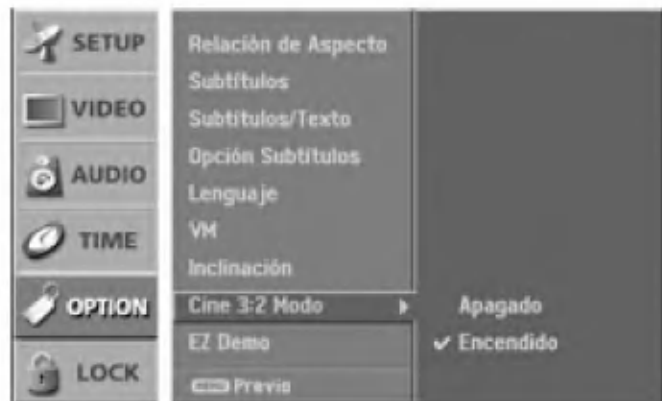 SETUP
VIDEO
AUDIO
TIME
OPTION
LOCK
Relación de Aspecto
Subtítulos
Subtítulos/Texto
Opción Subtítulos
Lenguaje
VM
Inclinación
Cine 3:2 Modo
EZ Demo
MENU Previo
Apagado
Encendido